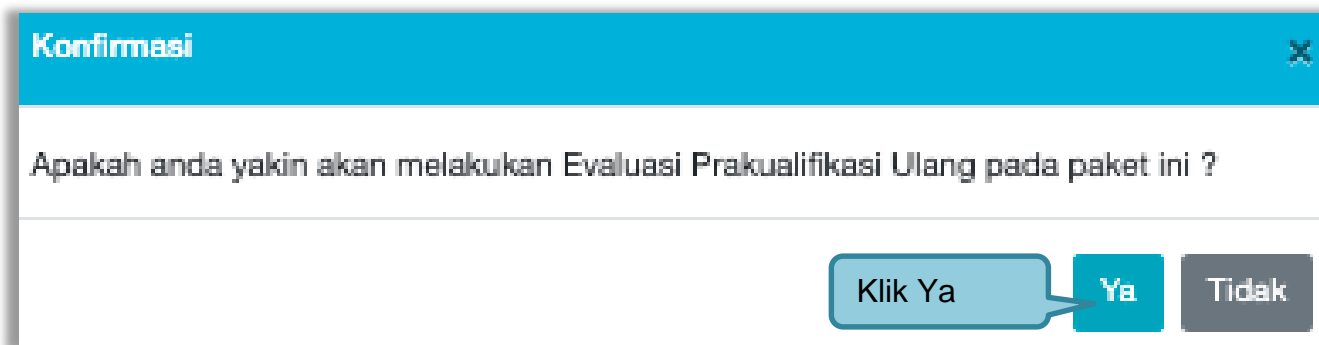 Konfirmasi
Apakah anda yakin akan melakukan Evaluasi Prakualifikasi Ulang pada paket ini ?
Klik Ya
Ya
Tidak